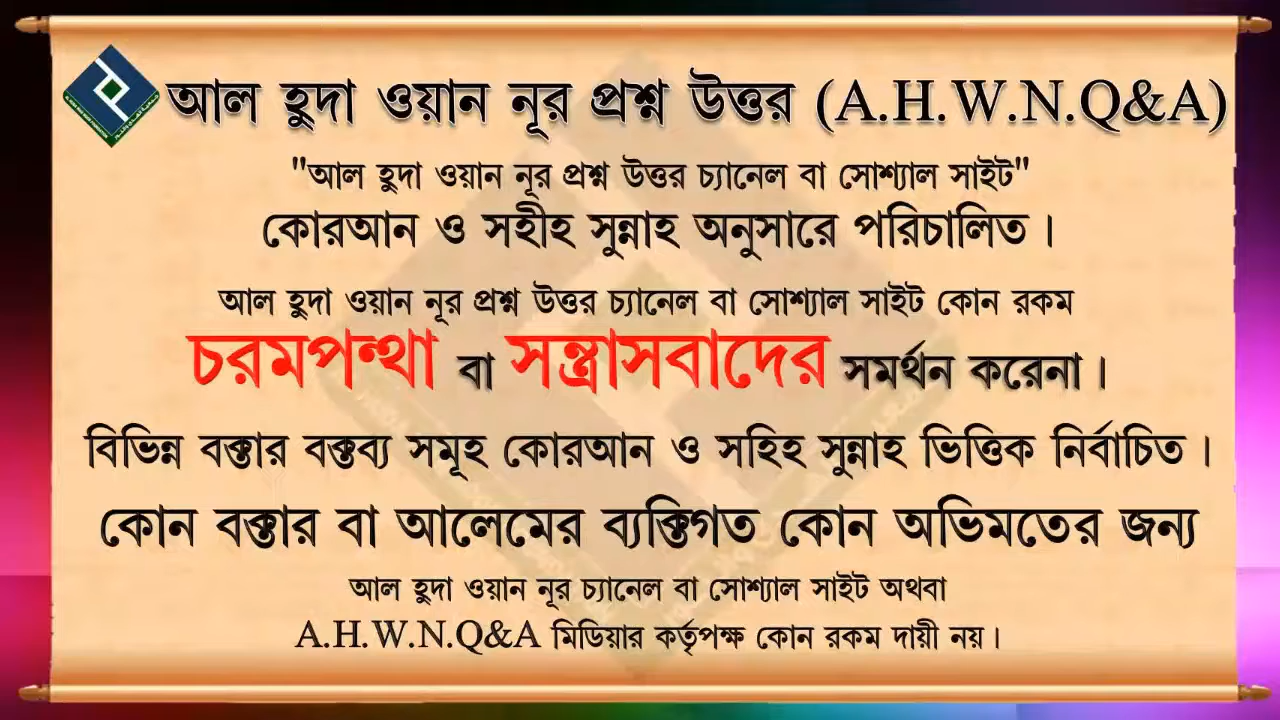 আল হুদা ওয়ান নূর প্রশ্ন উত্তর (A.H.W.N.Q&A)
"আল হুদা ওয়ান নূর প্রশ্ন উত্তর চ্যানেল বা সোশ্যাল সাইট"
কোরআন ও সহীহ সুন্নাহ অনুসারে পরিচালিত।
আল হুদা ওয়ান নূর প্রশ্ন উত্তর চ্যানেল বা সোশ্যাল সাইট কোন রকম
চরমপন্থা বা সন্ত্রাসবাদের সমর্থন করেনা।
বিভিন্ন বক্তার বক্তব্য সমূহ কোরআন ও সহিহ সুন্নাহ ভিত্তিক নির্বাচিত।
কোন বক্তার বা আলেমের ব্যক্তিগত কোন অভিমতের জন্য
আল হুদা ওয়ান নূর চ্যানেল বা সোশ্যাল সাইট অথবা
A.H.W.N.Q&A মিডিয়ার কর্তৃপক্ষ কোন রকম দায়ী নয়।